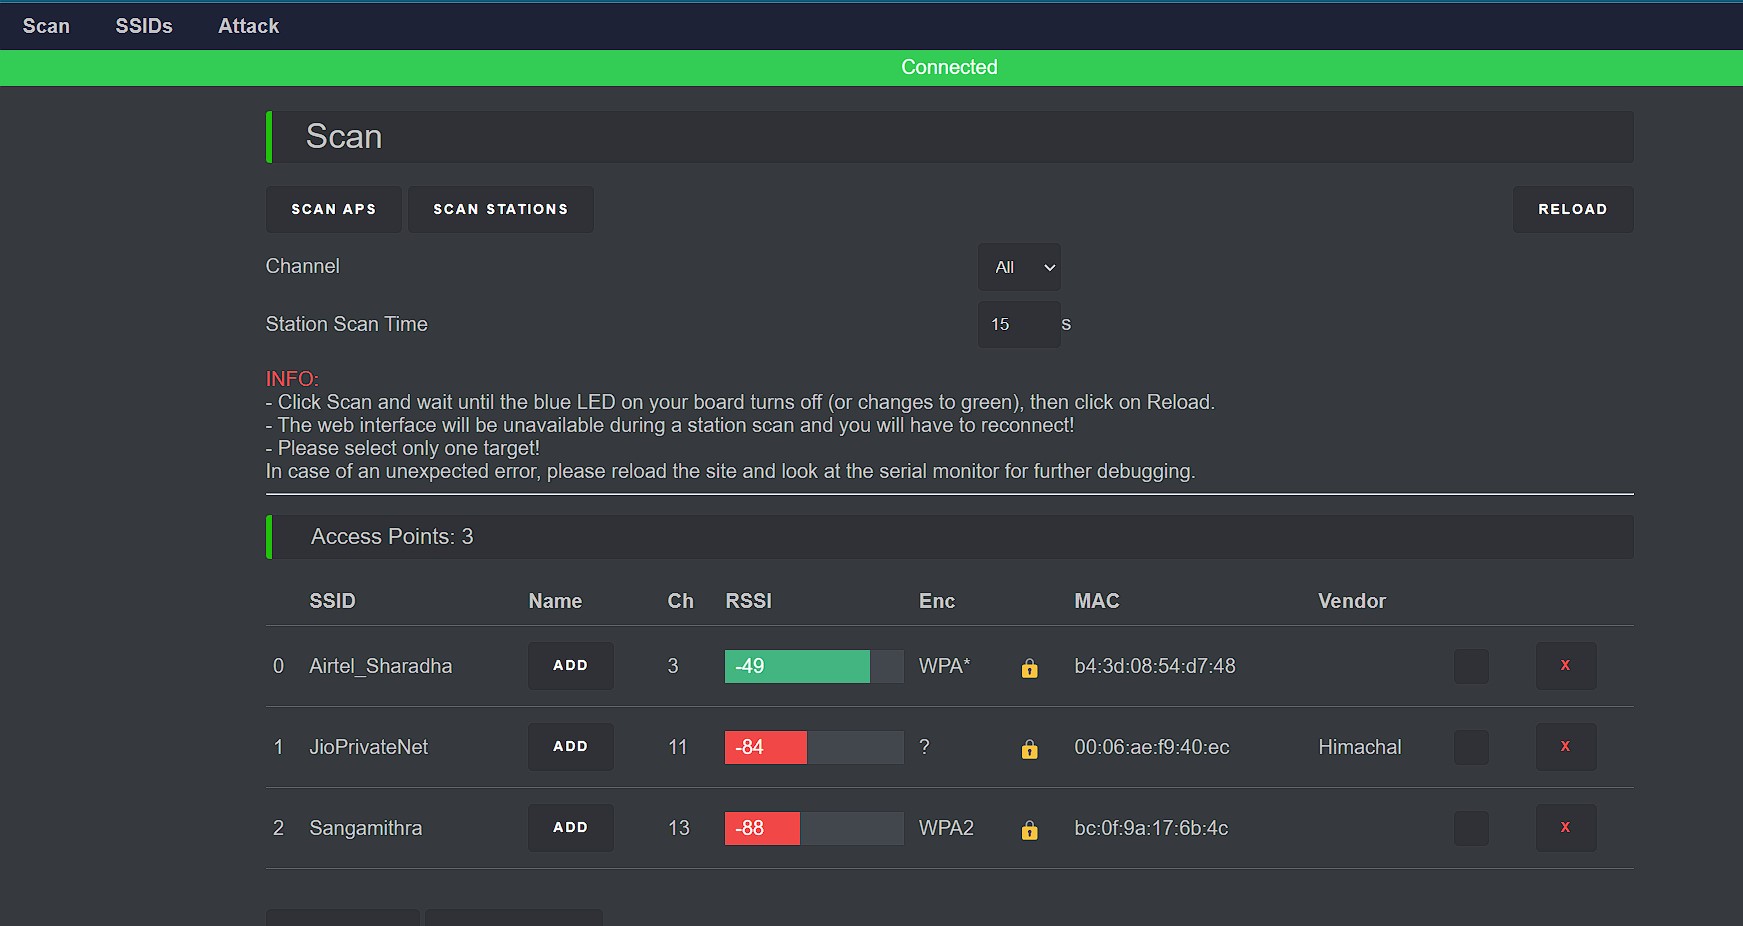 Scan SSIDs Attack
Connected
Scan
SCAN APS SCAN STATIONS RELOAD
Channel All
Station Scan Time 15 s
INFO:
- Click Scan and wait until the blue LED on your board turns off (or changes to green), then click on Reload.
- The web interface will be unavailable during a station scan and you will have to reconnect!
- Please select only one target!
In case of an unexpected error, please reload the site and look at the serial monitor for further debugging.
Access Points: 3
SSID Name Ch RSSI Enc MAC Vendor
0 Airtel_Sharadha ADD 3 -49 WPA* b4:3d:08:54:d7:48 X
1 JioPrivateNet ADD 11 -84 ? 00:06:ae:f9:40:ec Himachal X
2 Sangamithra ADD 13 -88 WPA2 bc:0f:9a:17:6b:4c X